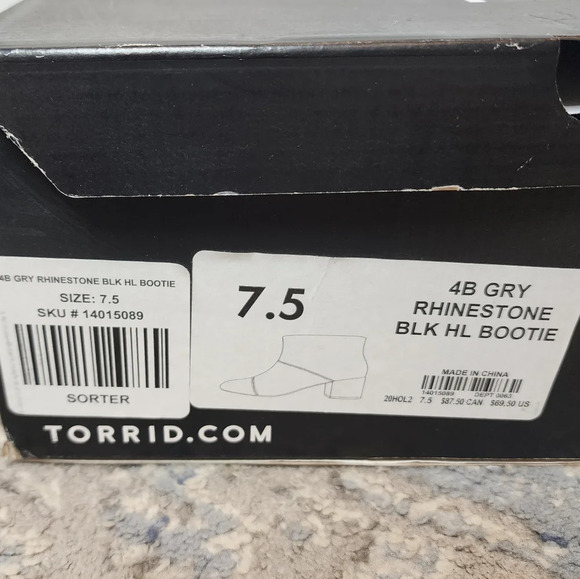 4B GRY RHINESTONE BLK HL BOOTIE
SIZE: 7.5
SKU # 14015089
SORTER
7.5
4B GRY
RHINESTONE
BLK HL BOOTIE
MADE IN CHINA
14015089 DEPT 0063
20HOL2 7.5 $87.50 CAN $69.50 US
TORRID.COM